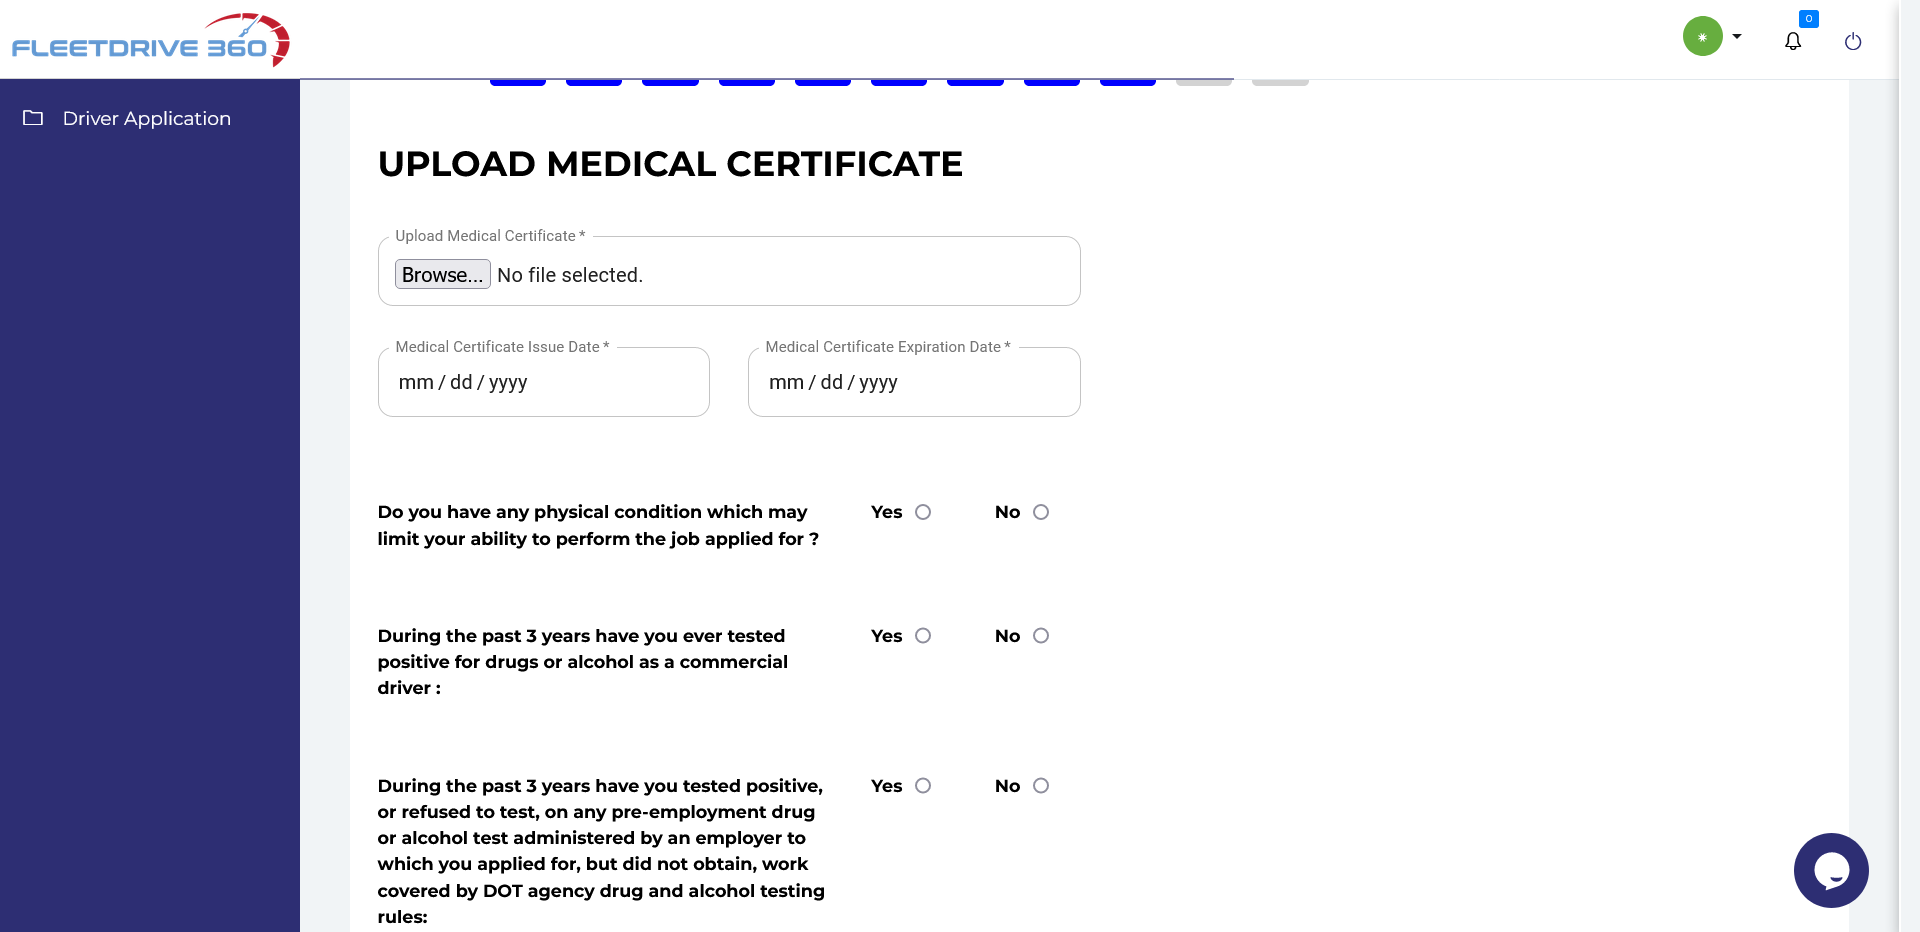 FLEETDRIVE 360
0
Driver Application
UPLOAD MEDICAL CERTIFICATE
Upload Medical Certificate *
Browse... No file selected.
Medical Certificate Issue Date * Medical Certificate Expiration Date *
mm / dd / yyyy mm / dd / yyyy
Do you have any physical condition which may Yes No
limit your ability to perform the job applied for ?
During the past 3 years have you ever tested Yes No
positive for drugs or alcohol as a commercial
driver :
During the past 3 years have you tested positive, Yes No
or refused to test, on any pre-employment drug
or alcohol test administered by an employer to
which you applied for, but did not obtain, work
covered by DOT agency drug and alcohol testing
rules: